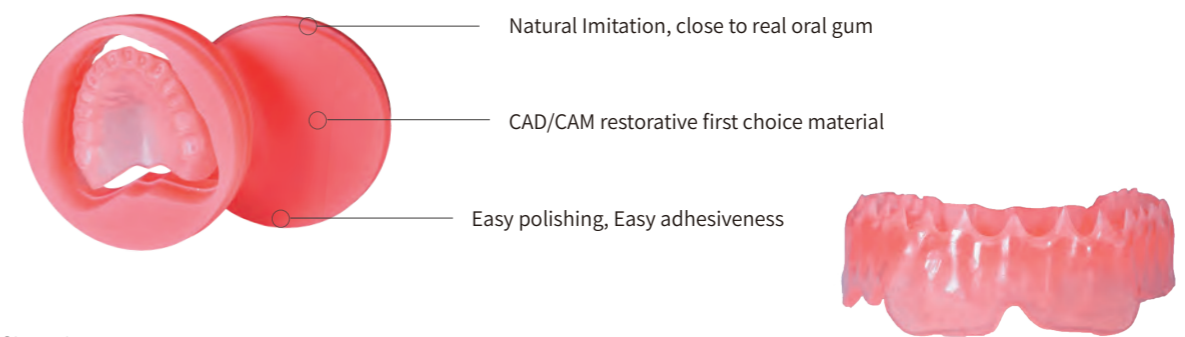 Natural Imitation, close to real oral gum
CAD/CAM restorative first choice material
Easy polishing, Easy adhesiveness